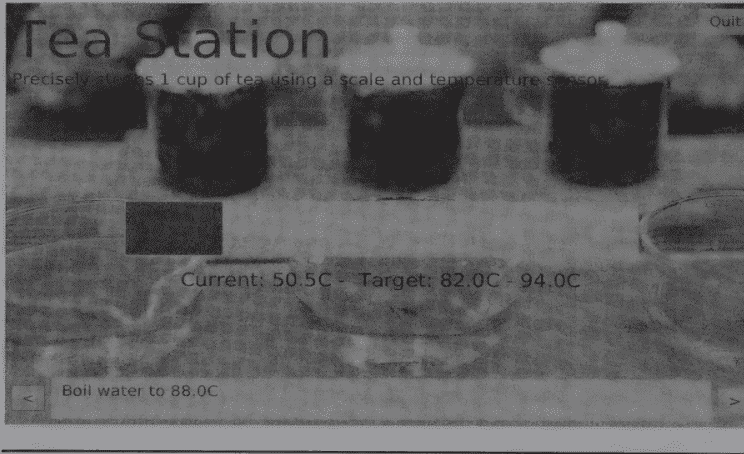 Tea Station
Quit
Precisely steeps 1 cup of tea using a scale and temperature sensor
Current: 50.5C - Target: 82.0C - 94.0C
< Boil water to 88.0C >